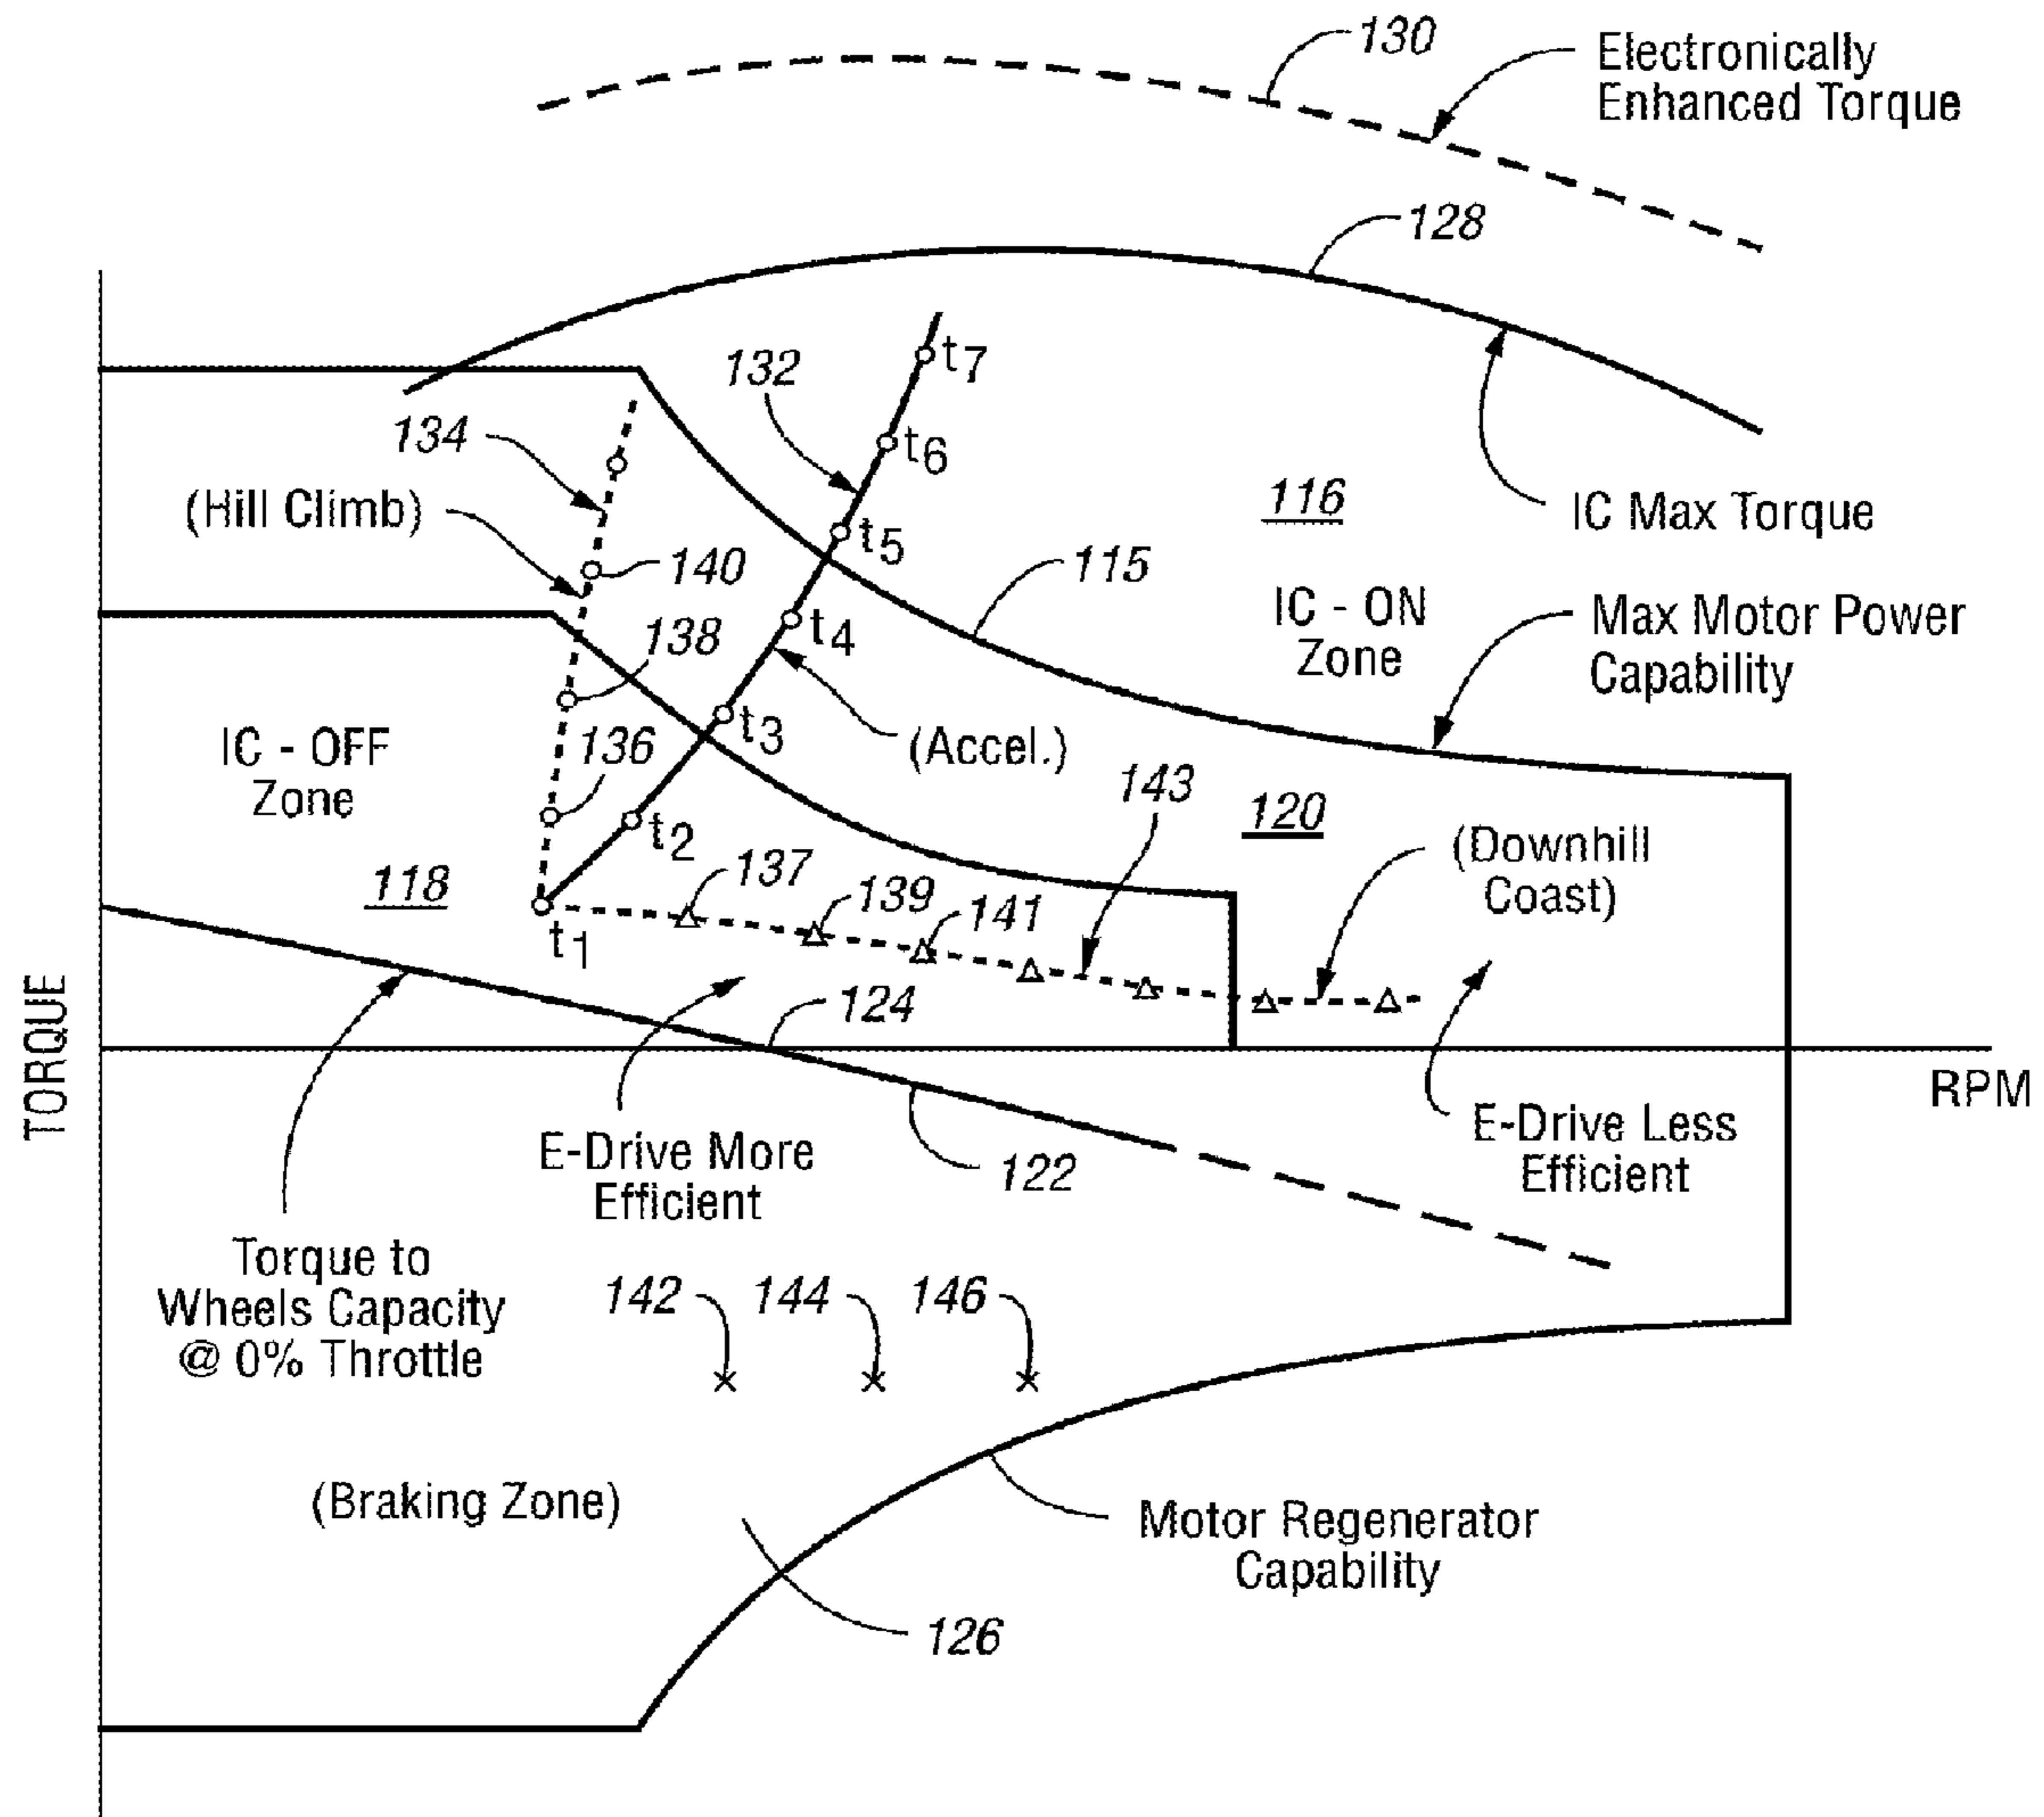 130
Electronically
Enhanced Torque
128
132
t7
134
t6
(Hill Climb)
116
IC Max Torque
t5
140
115
IC - ON
Zone
Max Motor Power
Capability
t4
138
t3
(Accel.)
IC - OFF
Zone
136
143
120
(Downhill
Coast)
t2
137
118
139
141
t1
124
TORQUE
RPM
E-Drive More
Efficient
122
E-Drive Less
Efficient
Torque to
Wheels Capacity
@ 0% Throttle
142
144
146
(Braking Zone)
Motor Regenerator
Capability
126